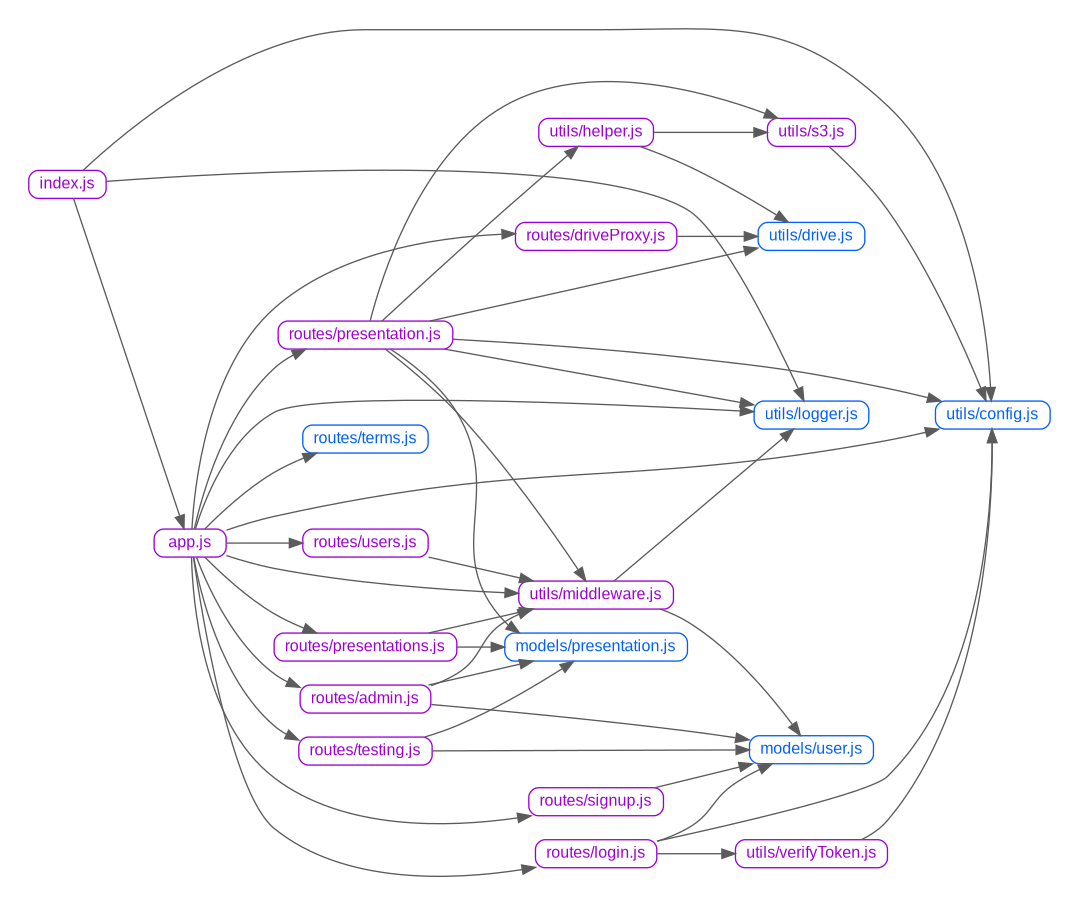 utils/helper.js
utils/s3.js
index.js
routes/driveProxy.js
utils/drive.js
routes/presentation.js
utils/logger.js
utils/config.js
routes/terms.js
app.js
routes/users.js
utils/middleware.js
routes/presentations.js
models/presentation.js
routes/admin.js
routes/testing.js
models/user.js
routes/signup.js
routes/login.js
utils/verifyToken.js